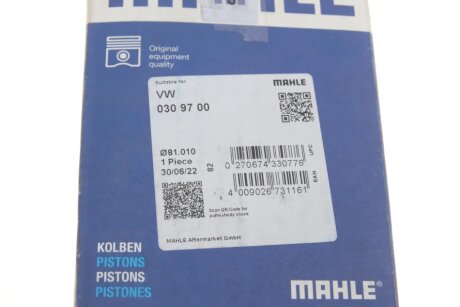 Original
equipment
quality
Suitable for
MAHLE
VW
030 97 00
Ø81.010
1 Piece
30/06/22
82
0 270674 330776
UPC
4 009026 731161
EAN
Scan QR-Code for
authenticity check
MAHLE Aftermarket GmbH
KOLBEN
PISTONS
PISTONS
PISTONES
MAHLE